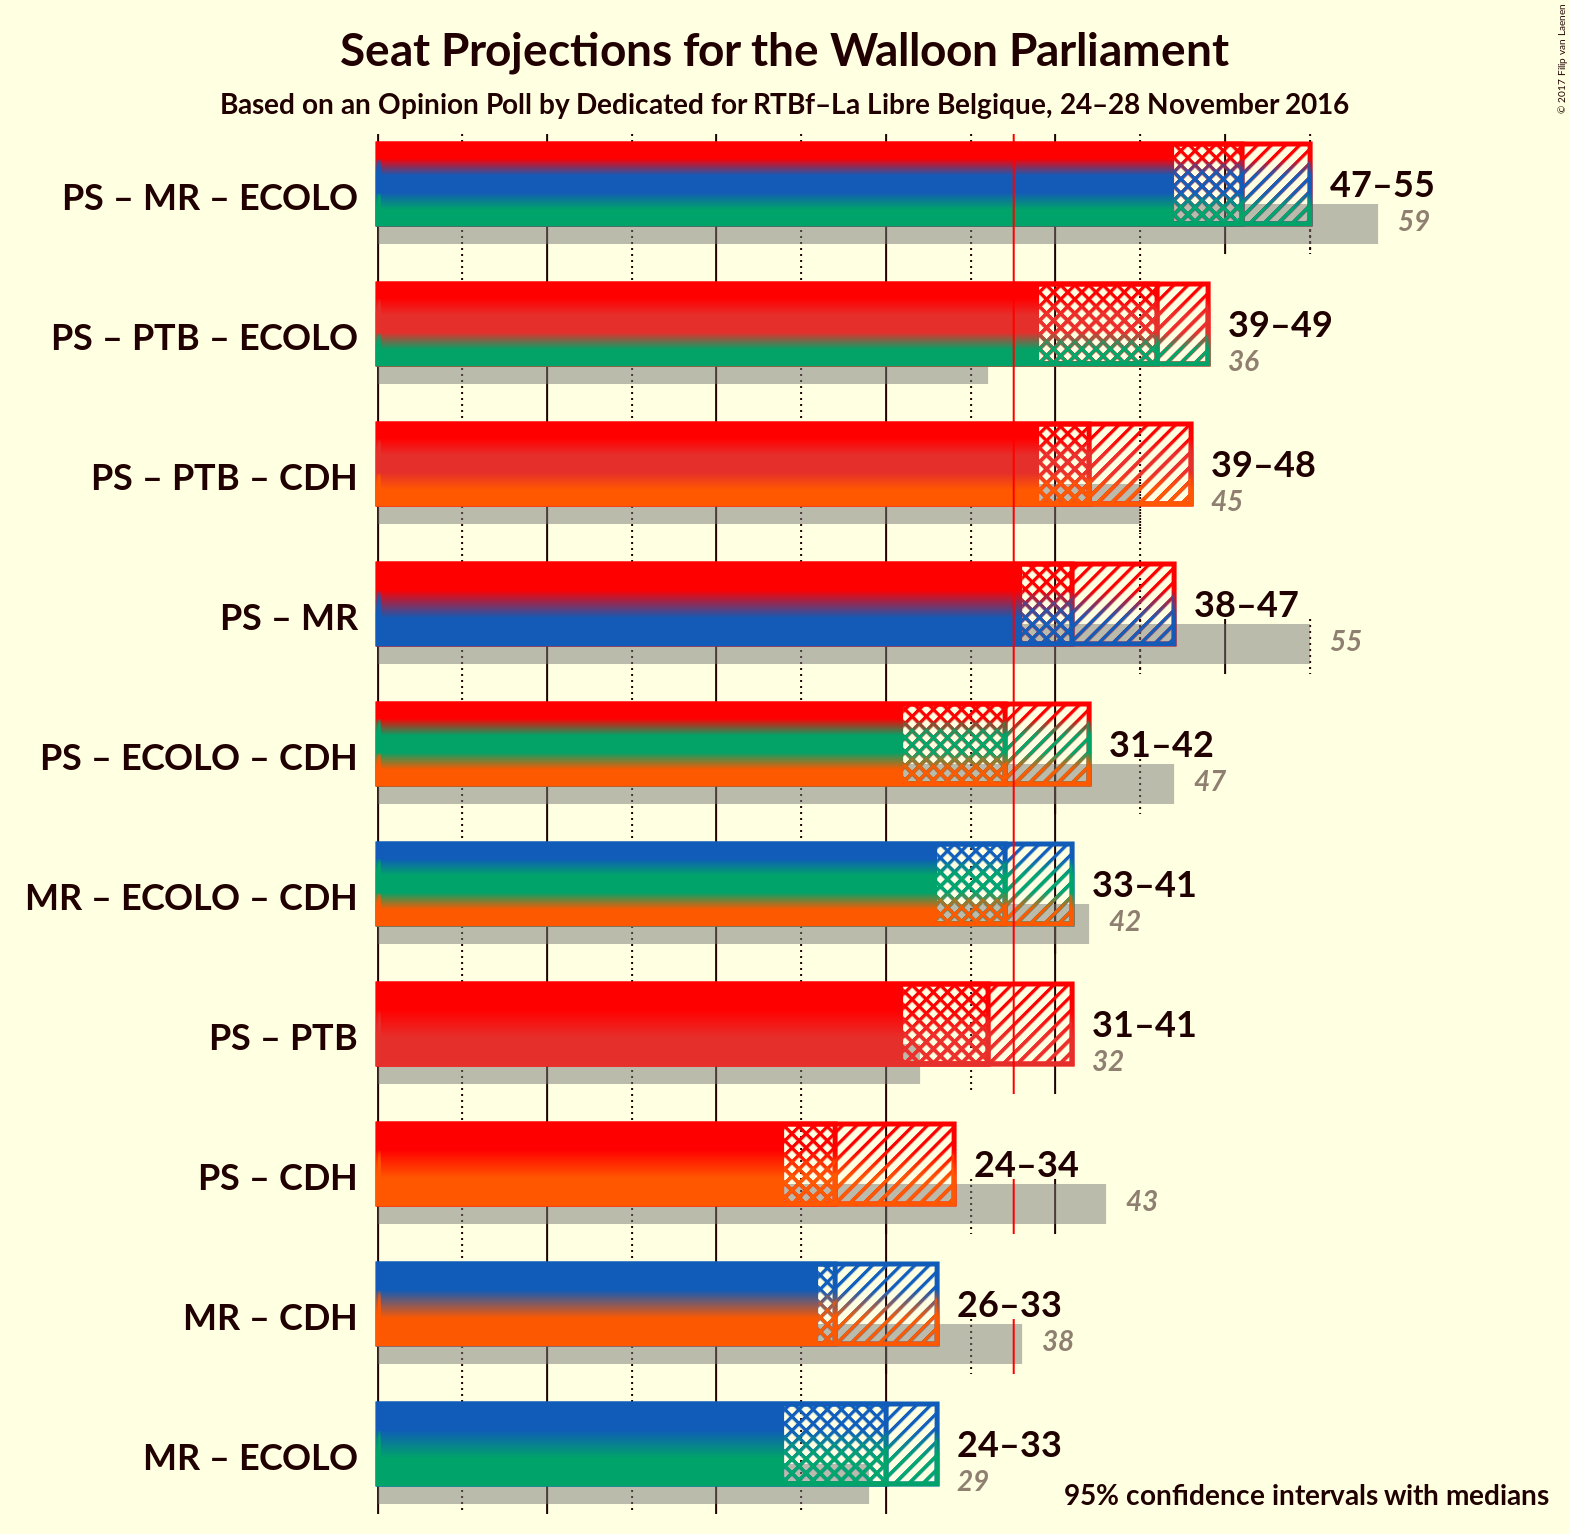 Seat Projections for the Walloon Parliament
Based on an Opinion Poll by Dedicated for RTBf–La Libre Belgique, 24–28 November 2016
© 2017 Filip van Laenen
PS – MR – ECOLO
47–55
59
PS – PTB – ECOLO
39–49
36
PS – PTB – CDH
39–48
45
PS – MR
38–47
55
PS – ECOLO – CDH
31–42
47
MR – ECOLO – CDH
33–41
42
PS – PTB
31–41
32
PS – CDH
24–34
43
MR – CDH
26–33
38
MR – ECOLO
24–33
29
95% confidence intervals with medians